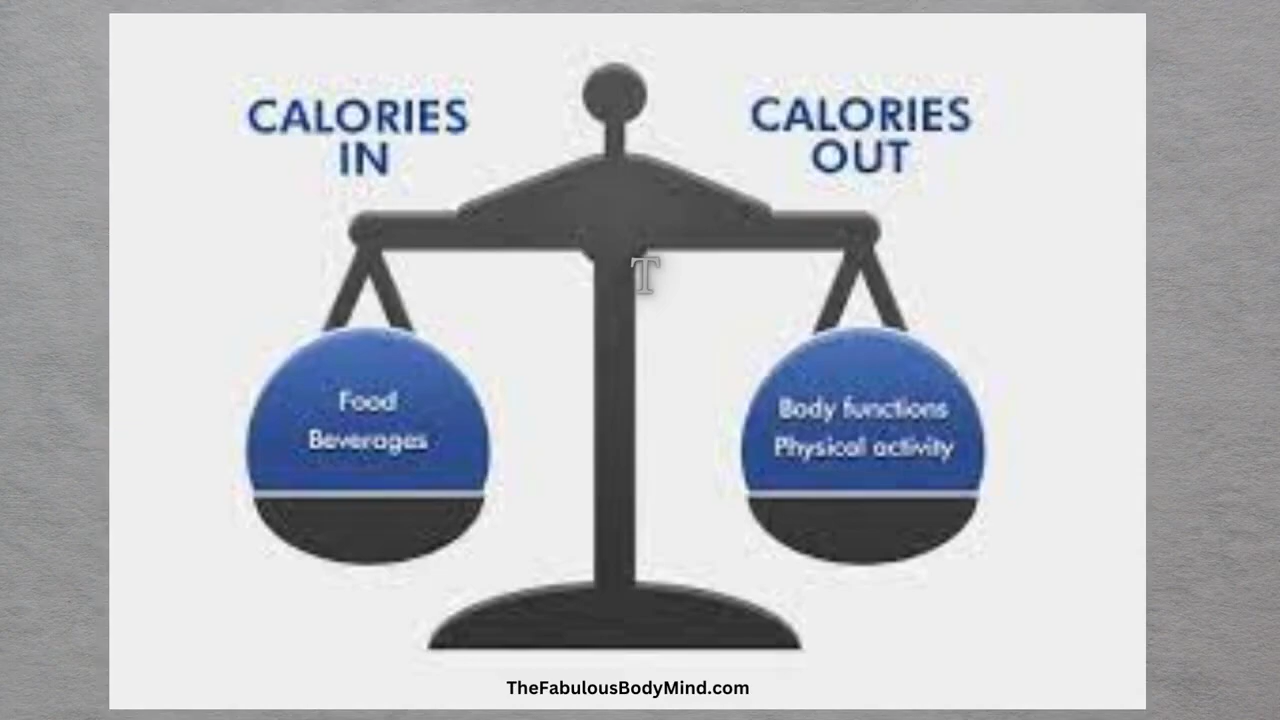 CALORIES
IN
CALORIES
OUT
T
Food
Beverages
Body functions
Physical activity
TheFabulousBodyMind.com